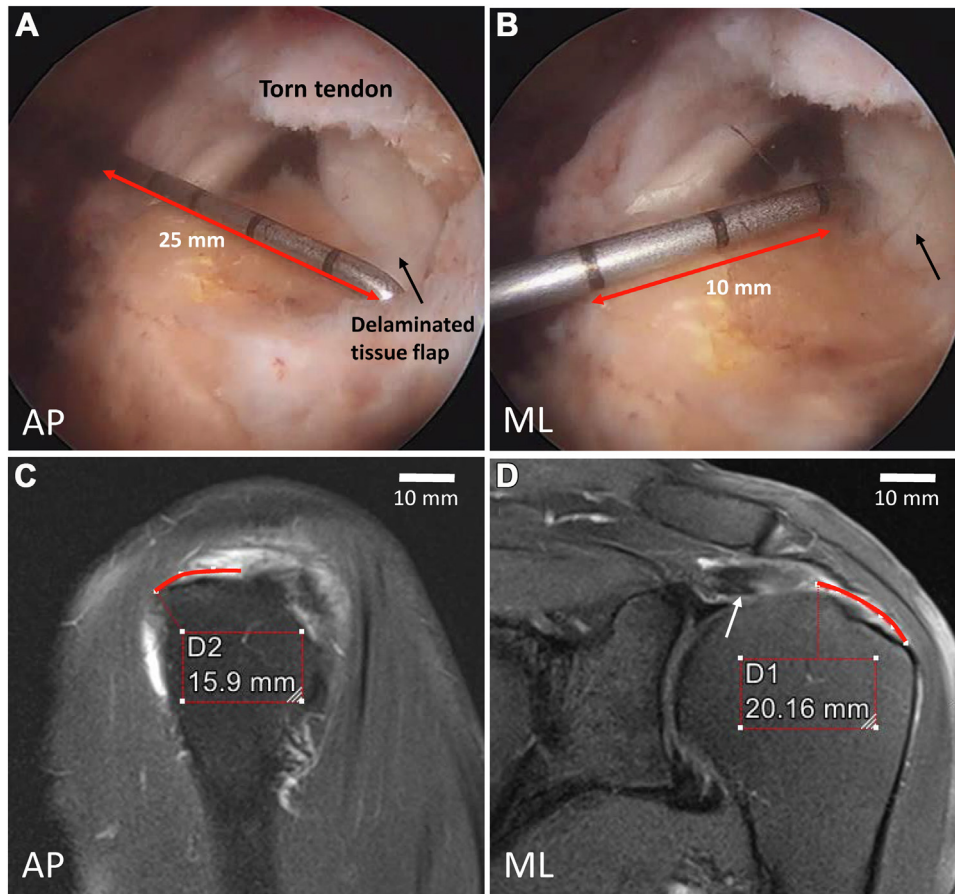 A
Torn tendon
25 mm
Delaminated
tissue flap
AP
B
10 mm
ML
C
10 mm
D2
15.9 mm
AP
D
10 mm
D1
20.16 mm
ML